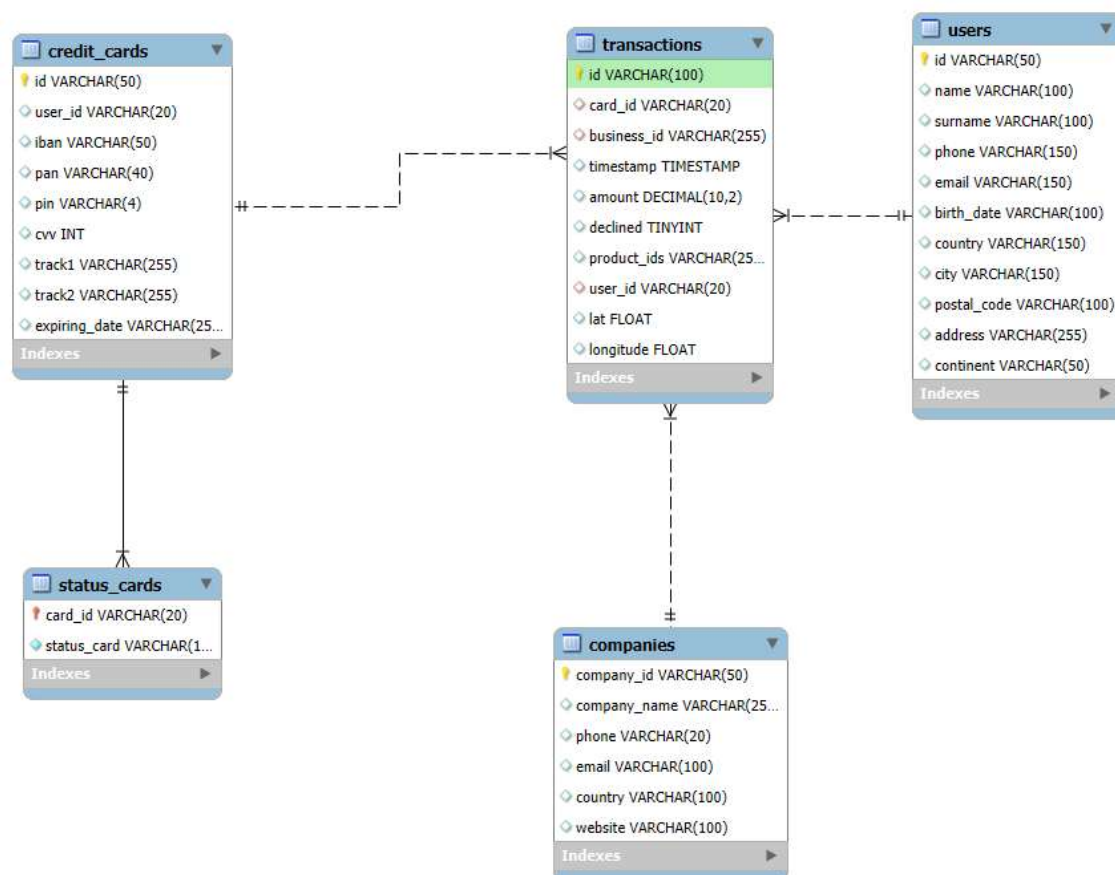 credit_cards
id VARCHAR(50)
user_id VARCHAR(20)
iban VARCHAR(50)
pan VARCHAR(40)
pin VARCHAR(4)
cvv INT
track1 VARCHAR(255)
track2 VARCHAR(255)
expiring_date VARCHAR(25...
Indexes
transactions
id VARCHAR(100)
card_id VARCHAR(20)
business_id VARCHAR(255)
timestamp TIMESTAMP
amount DECIMAL(10,2)
declined TINYINT
product_ids VARCHAR(25...
user_id VARCHAR(20)
lat FLOAT
longitude FLOAT
Indexes
users
id VARCHAR(50)
name VARCHAR(100)
surname VARCHAR(100)
phone VARCHAR(150)
email VARCHAR(150)
birth_date VARCHAR(100)
country VARCHAR(150)
city VARCHAR(150)
postal_code VARCHAR(100)
address VARCHAR(255)
continent VARCHAR(50)
Indexes
status_cards
card_id VARCHAR(20)
status_card VARCHAR(1...
Indexes
companies
company_id VARCHAR(50)
company_name VARCHAR(25...
phone VARCHAR(20)
email VARCHAR(100)
country VARCHAR(100)
website VARCHAR(100)
Indexes